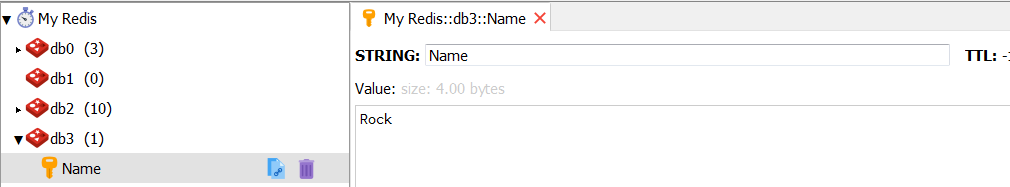 My Redis
db0 (3)
db1 (0)
db2 (10)
db3 (1)
Name
My Redis::db3::Name
STRING: Name TTL:
Value: size: 4.00 bytes
Rock